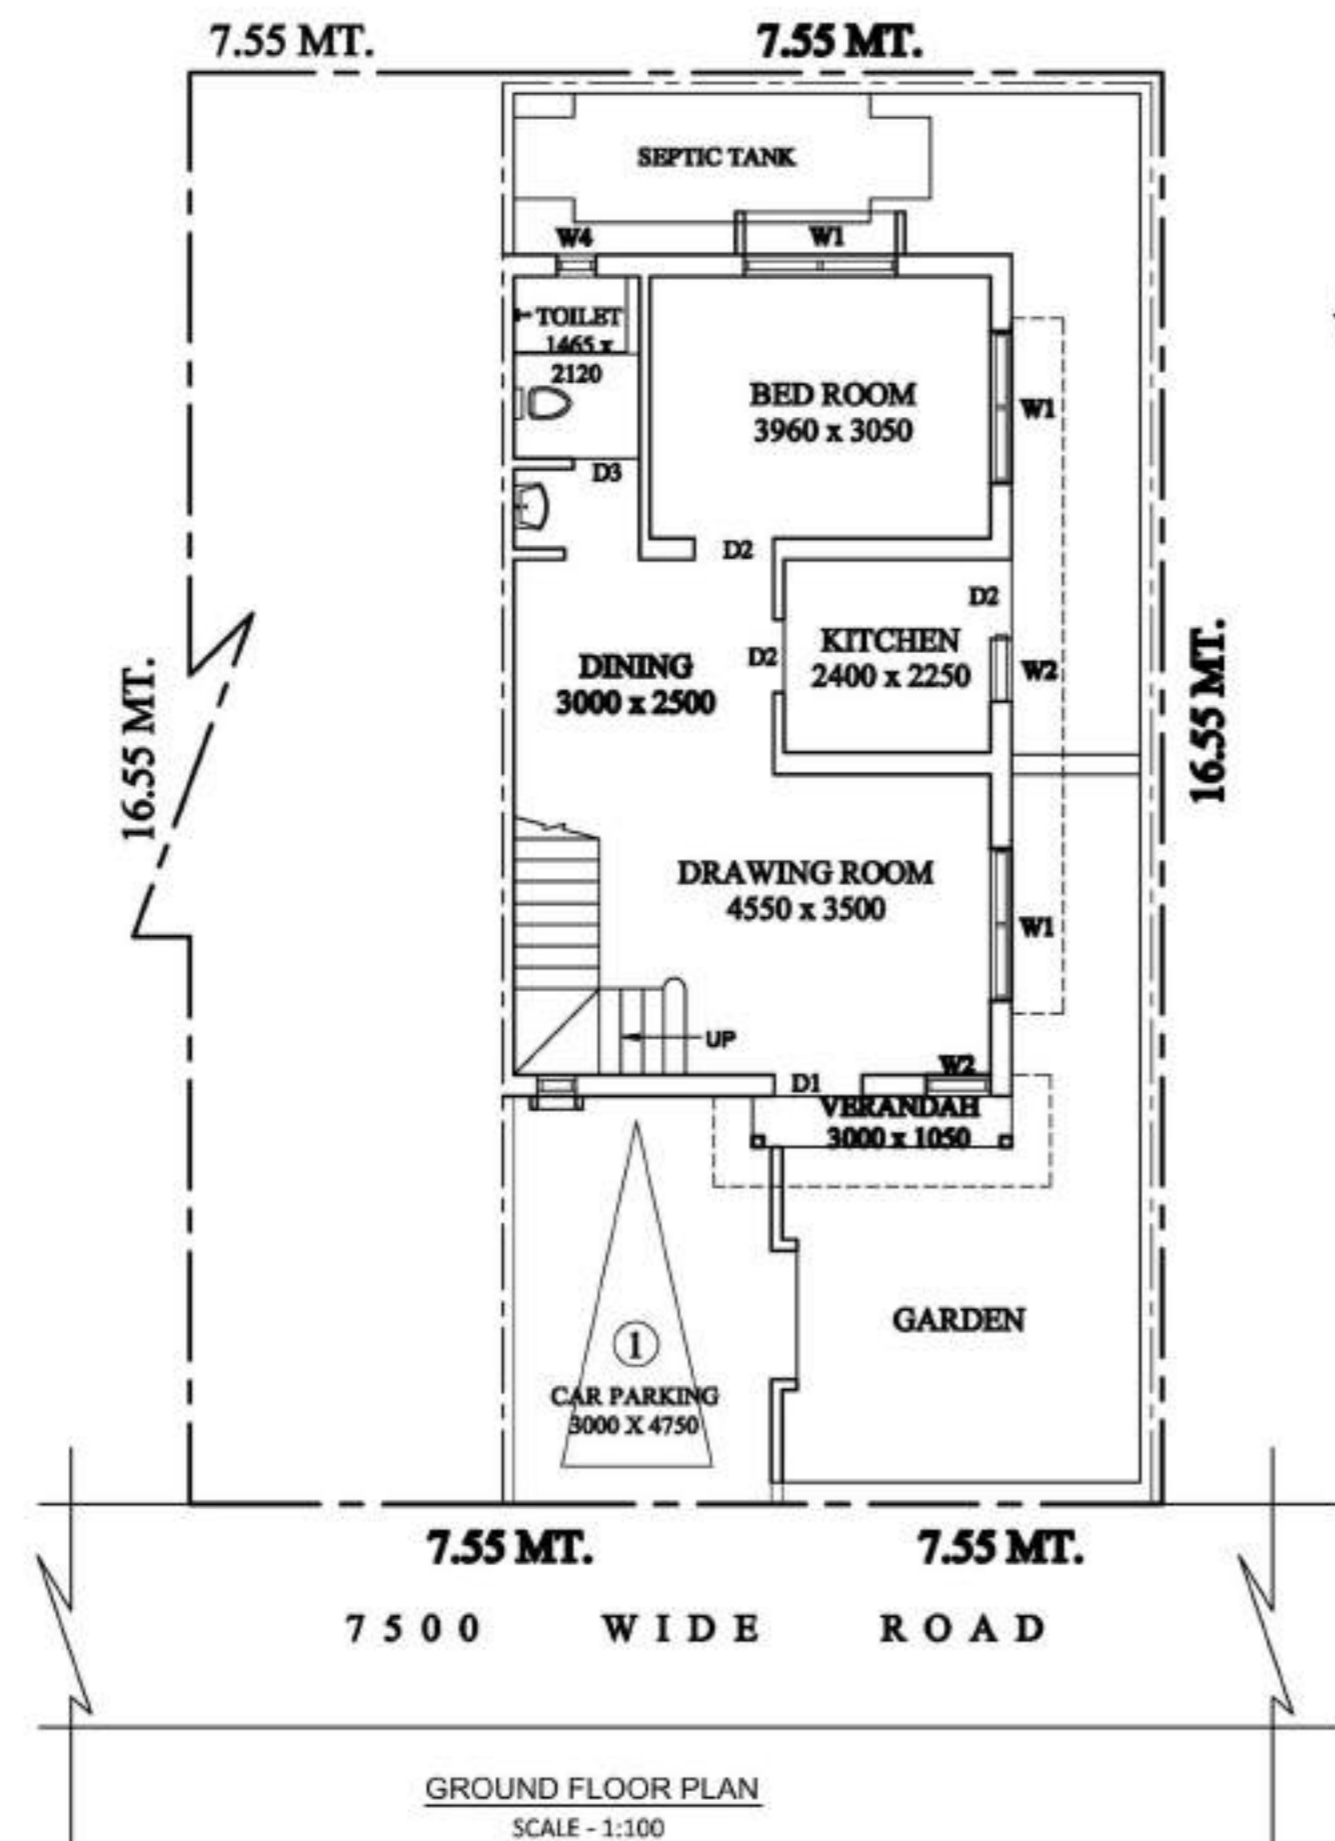 7.55 MT.
7.55 MT.
SEPTIC TANK
W4
W1
TOILET
1465 x
2120
BED ROOM
3960 x 3050
W1
D3
D2
D2
KITCHEN
2400 x 2250
D2
W2
DINING
3000 x 2500
16.55 MT.
16.55 MT.
DRAWING ROOM
4550 x 3500
W1
UP
W2
D1
VERANDAH
3000 x 1050
GARDEN
1
CAR PARKING
3000 X 4750
7.55 MT.
7.55 MT.
7500 WIDE ROAD
GROUND FLOOR PLAN
SCALE - 1:100